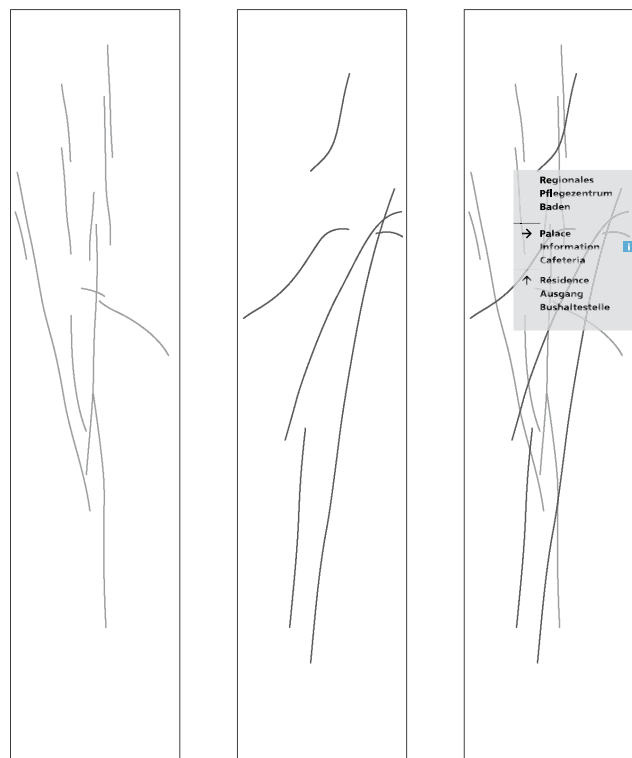 Regionales
Pflegezentrum
Baden
→ Palace
Information i
Cafeteria
↑ Résidence
Ausgang
Bushaltestelle